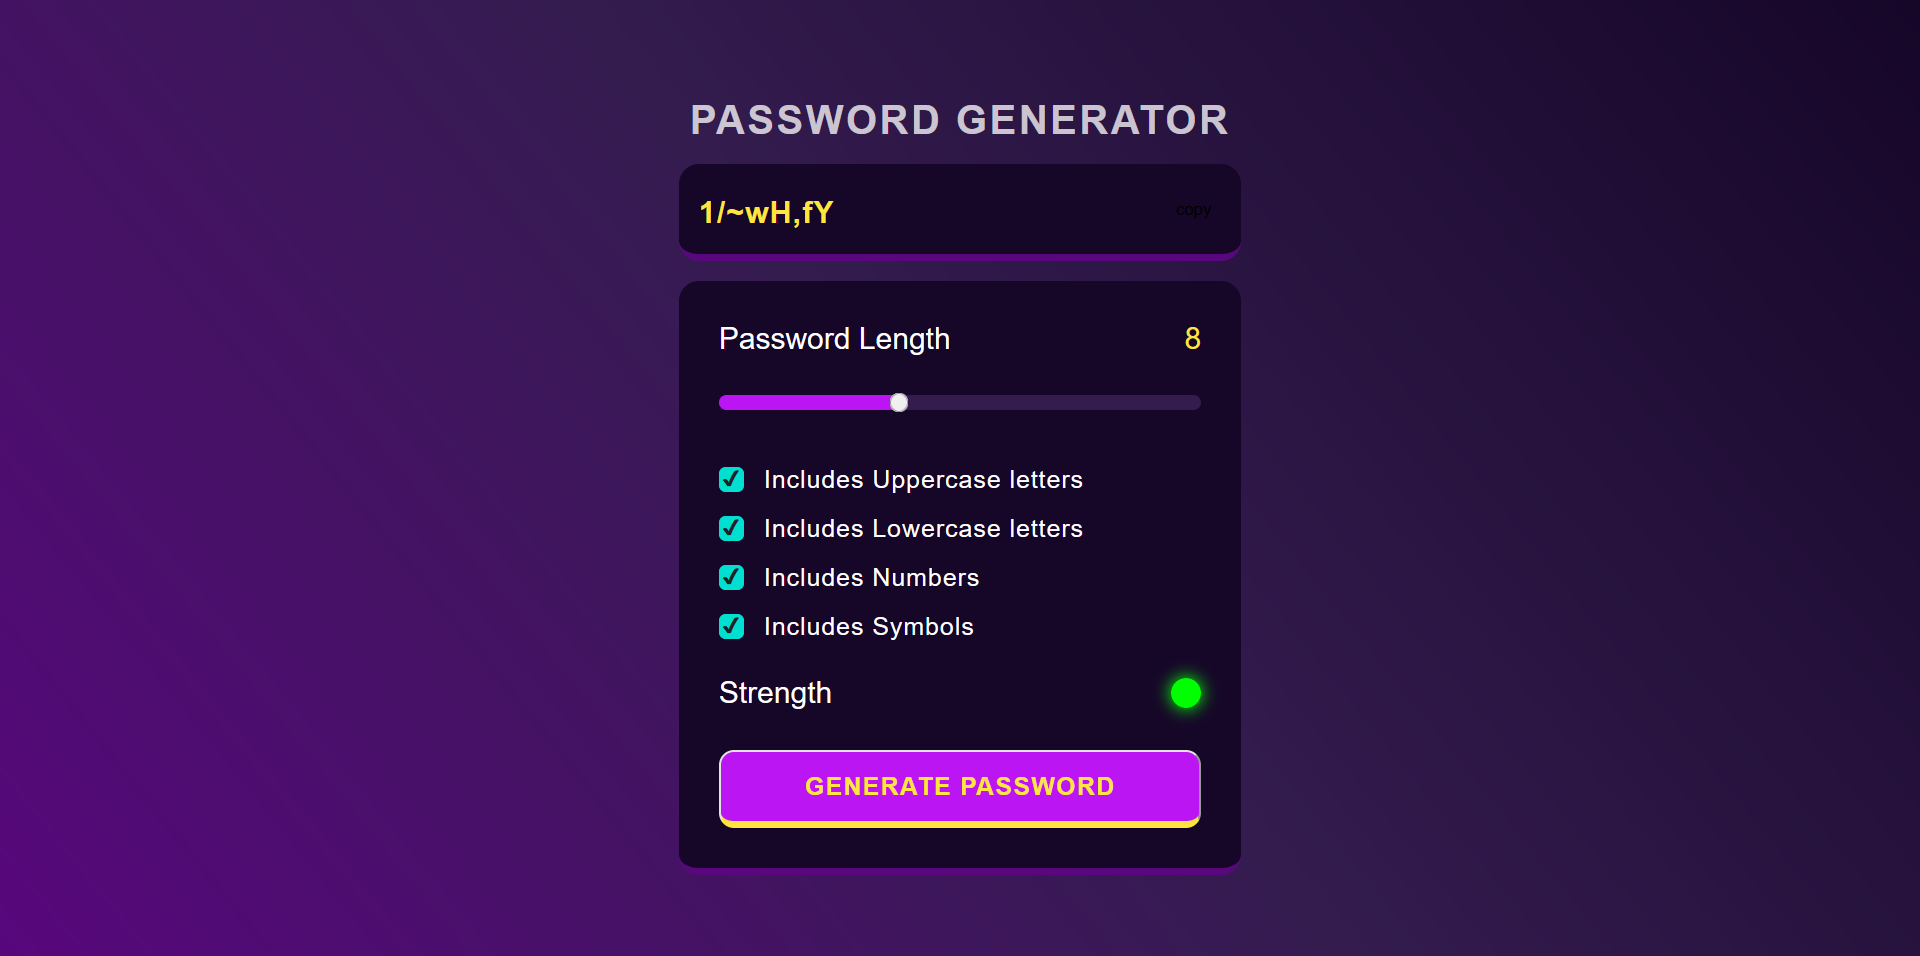 PASSWORD GENERATOR
1/~wH,fY
copy
Password Length
8
Includes Uppercase letters
Includes Lowercase letters
Includes Numbers
Includes Symbols
Strength
GENERATE PASSWORD